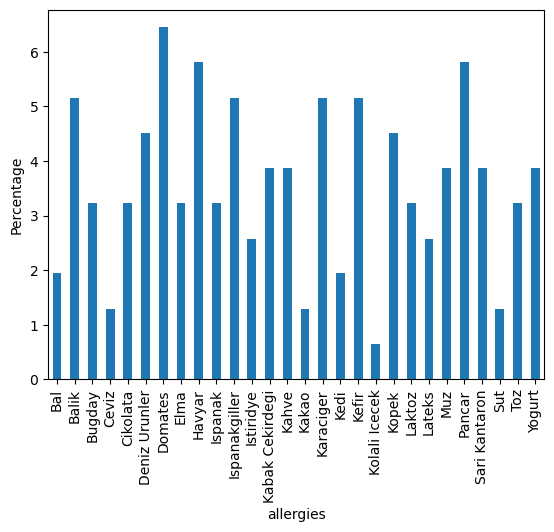 Percentage
6
5
4
3
2
1
0
Bal
Balik
Bugday
Ceviz
Cikolata
Deniz Urunler
Domates
Elma
Havyar
Ispanak
Ispanakgiller
Istiridye
Kabak Cekirdegi
Kahve
Kakao
Karaciger
Kedi
Kefir
Kolali Icecek
Kopek
Laktoz
Lateks
Muz
Pancar
Sari Kantaron
Sut
Toz
Yogurt
allergies